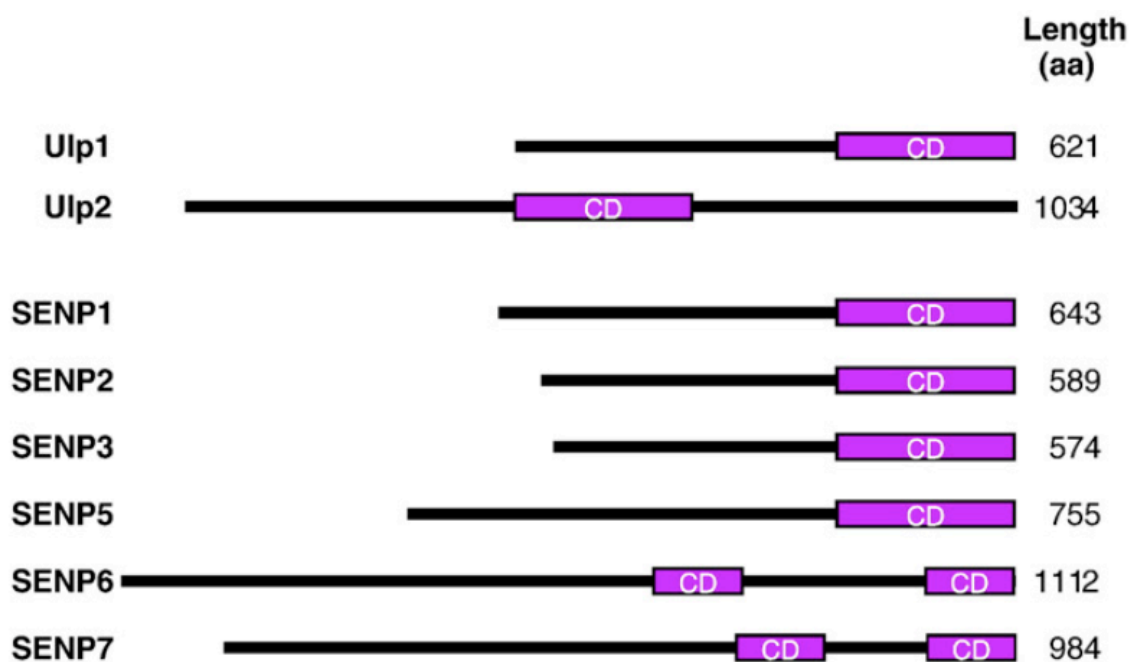 Length
(aa)
Ulp1 CD 621
Ulp2 CD 1034
SENP1 CD 643
SENP2 CD 589
SENP3 CD 574
SENP5 CD 755
SENP6 CD CD 1112
SENP7 CD CD 984